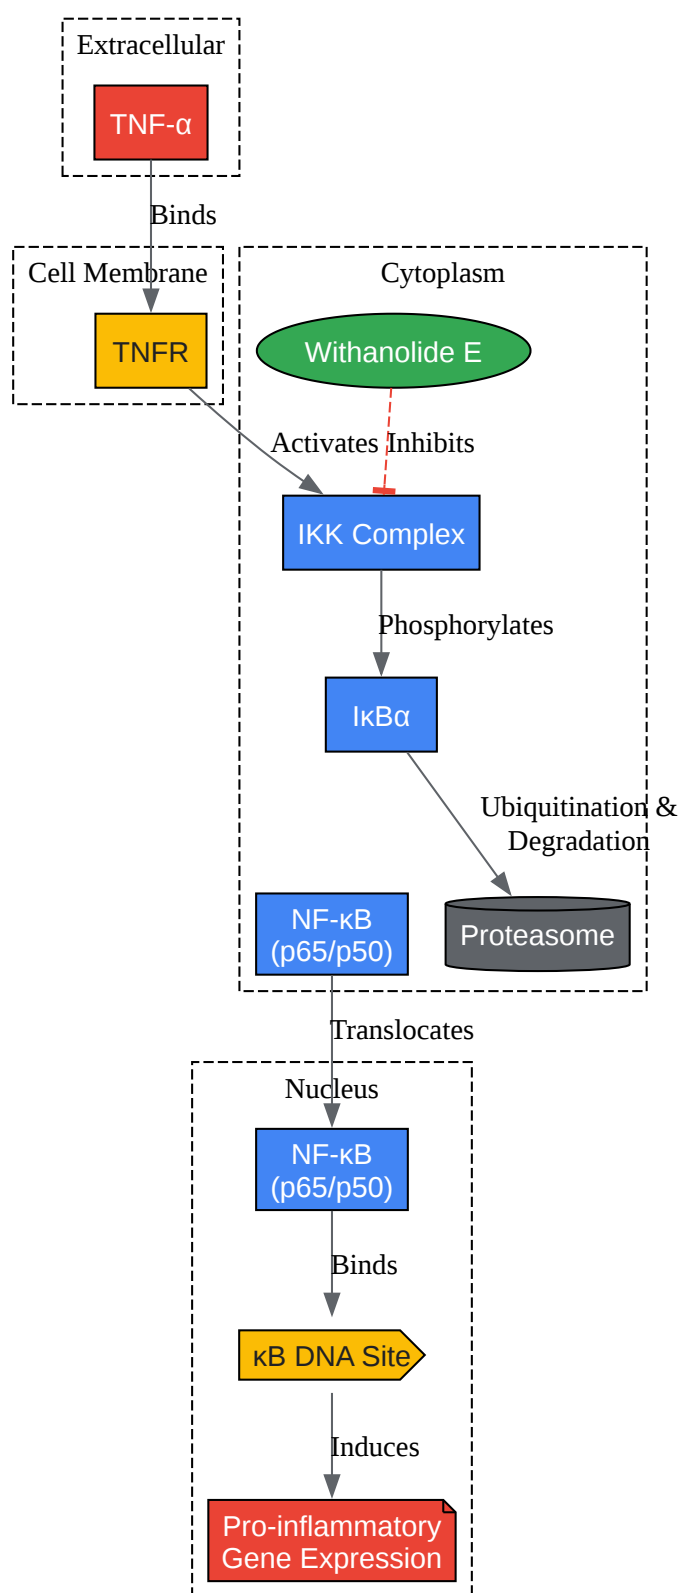 Extracellular
TNF-α
Binds
Cell Membrane
TNFR
Cytoplasm
Withanolide E
Activates
Inhibits
IKK Complex
Phosphorylates
IκBα
Ubiquitination &
Degradation
NF-κB
(p65/p50)
Proteasome
Translocates
Nucleus
NF-κB
(p65/p50)
Binds
κB DNA Site
Induces
Pro-inflammatory
Gene Expression